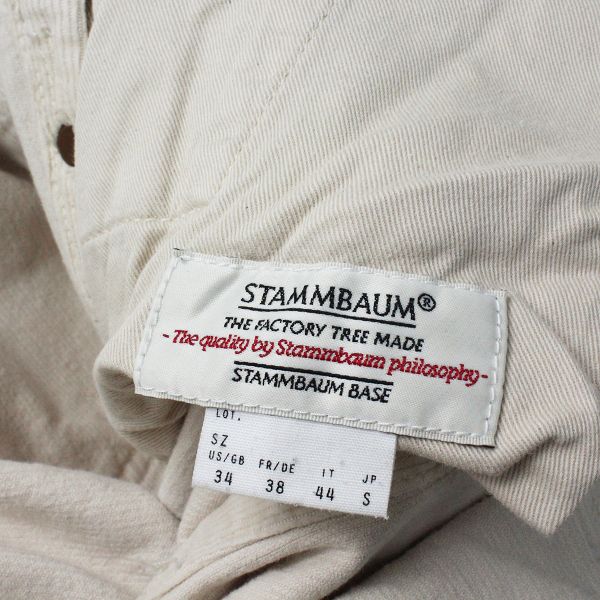 STAMMBAUM®
THE FACTORY TREE MADE
-The quality by Stammbaum philosophy-
STAMMBAUM BASE
LOT.
SZ
US/GB FR/DE IT JP
34 38 44 S